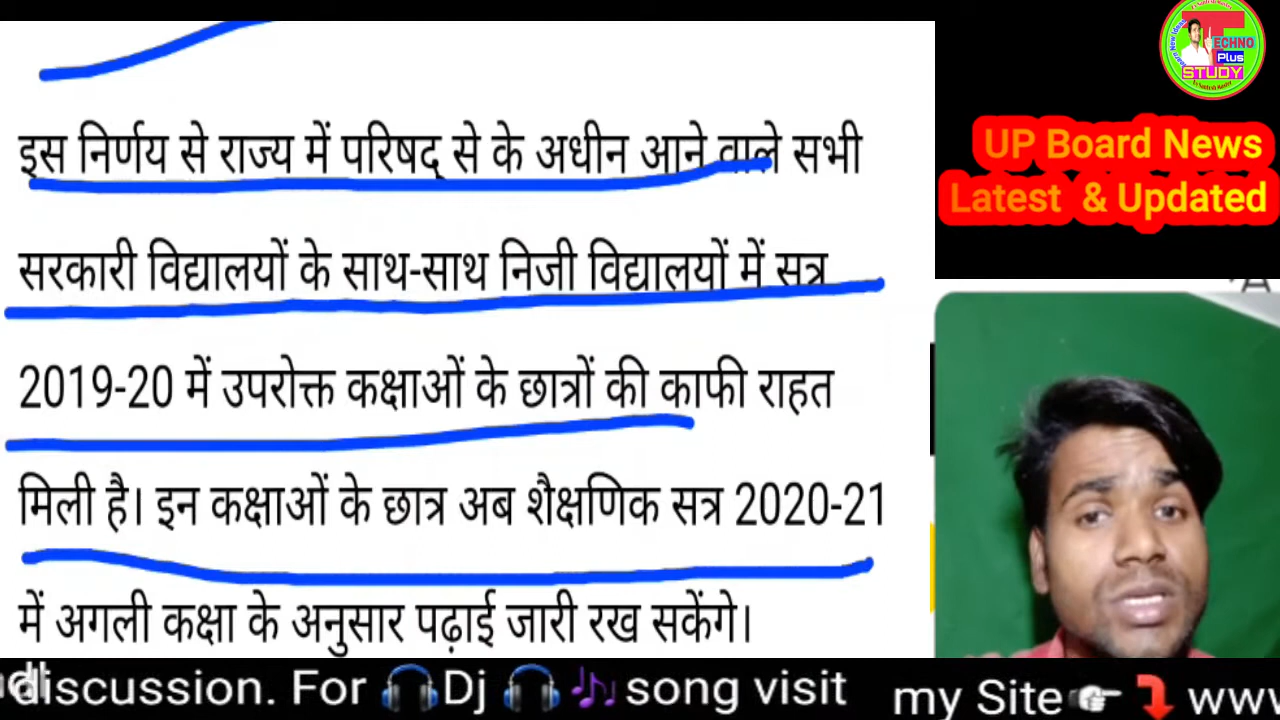 इस निर्णय से राज्य में परिषद् से के अधीन आने वाले सभी
सरकारी विद्यालयों के साथ-साथ निजी विद्यालयों में सत्र
2019-20 में उपरोक्त कक्षाओं के छात्रों की काफी राहत
मिली है। इन कक्षाओं के छात्र अब शैक्षणिक सत्र 2020-21
में अगली कक्षा के अनुसार पढ़ाई जारी रख सकेंगे।
TECHNO
Plus
STUDY
UP Board News
Latest & Updated
discussion. For 🎧Dj 🎧🎶song visit my Site